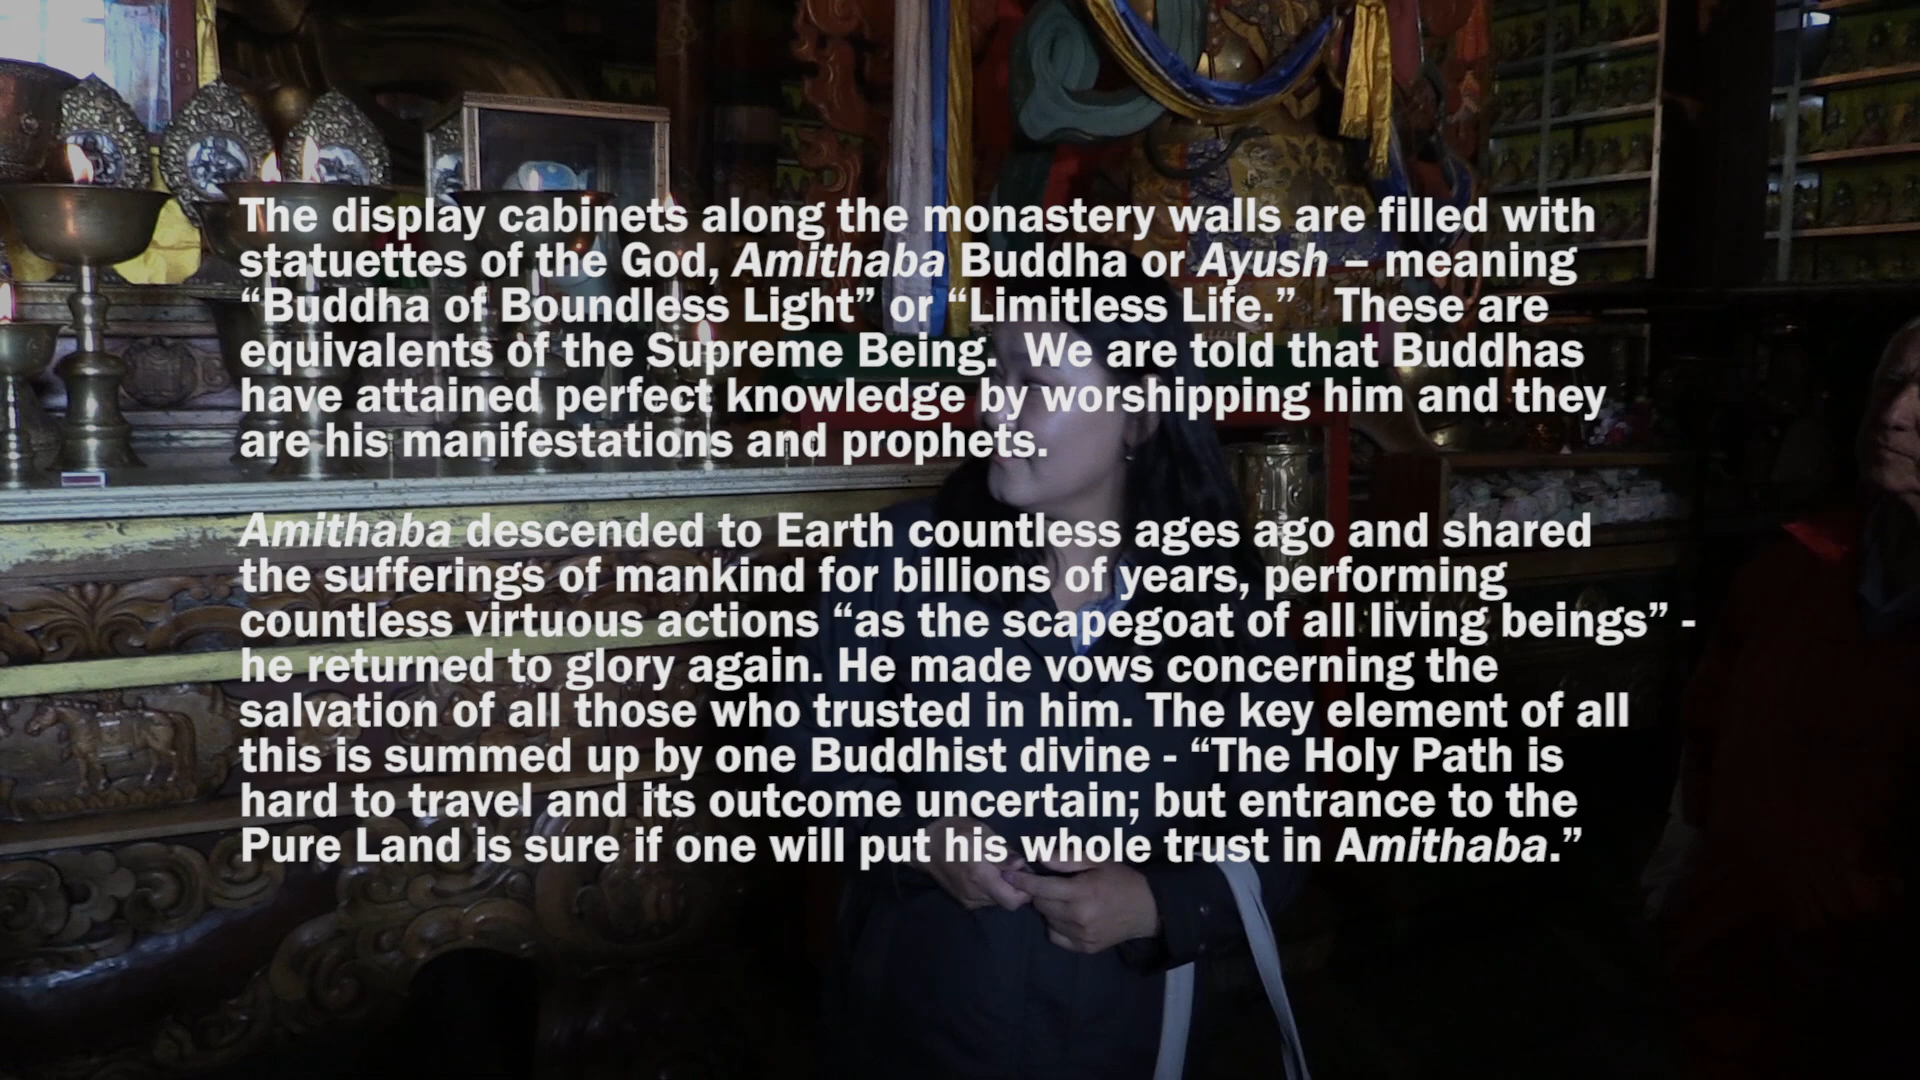 The display cabinets along the monastery walls are filled with
statuettes of the God, Amithaba Buddha or Ayush – meaning
“Buddha of Boundless Light” or “Limitless Life.”   These are
equivalents of the Supreme Being.  We are told that Buddhas
have attained perfect knowledge by worshipping him and they
are his manifestations and prophets.

Amithaba descended to Earth countless ages ago and shared
the sufferings of mankind for billions of years, performing
countless virtuous actions “as the scapegoat of all living beings” -
he returned to glory again. He made vows concerning the
salvation of all those who trusted in him. The key element of all
this is summed up by one Buddhist divine - “The Holy Path is
hard to travel and its outcome uncertain; but entrance to the
Pure Land is sure if one will put his whole trust in Amithaba.”